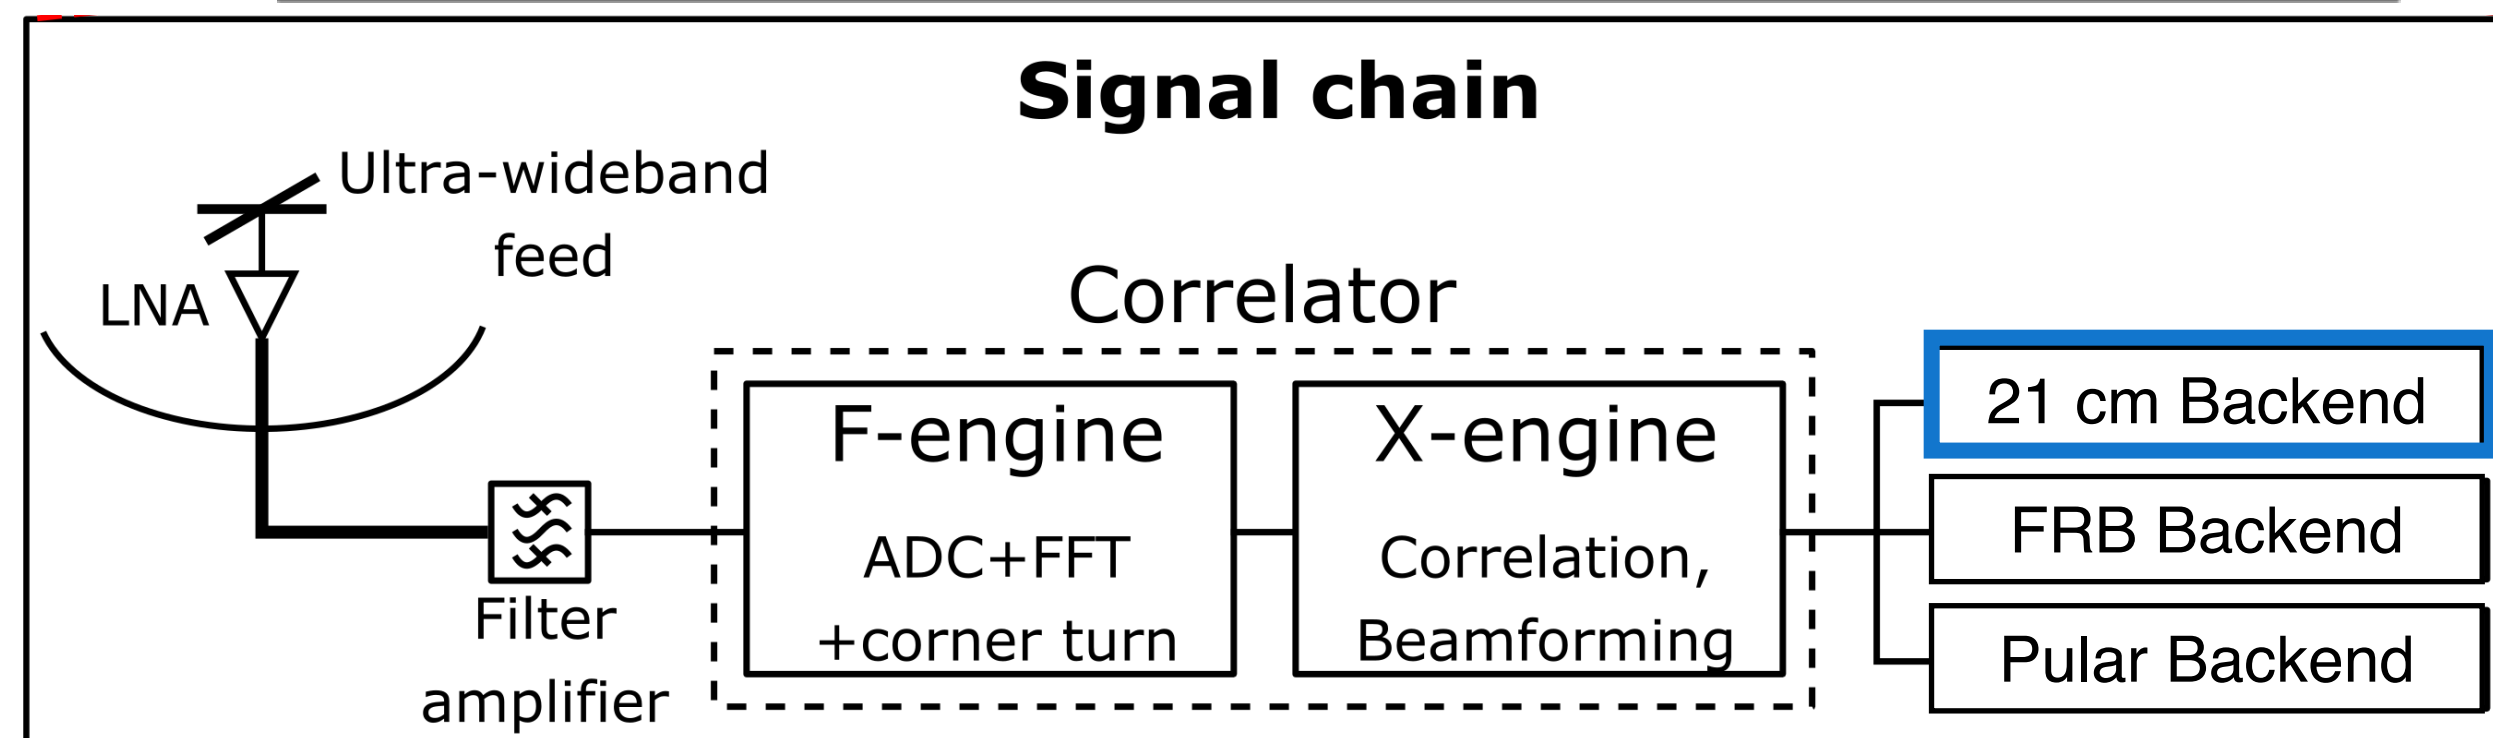 Signal chain
Ultra-wideband
feed
LNA
Correlator
F-engine
ADC+FFT
+corner turn
X-engine
Correlation,
Beamforming
Filter
amplifier
21 cm Backend
FRB Backend
Pular Backend